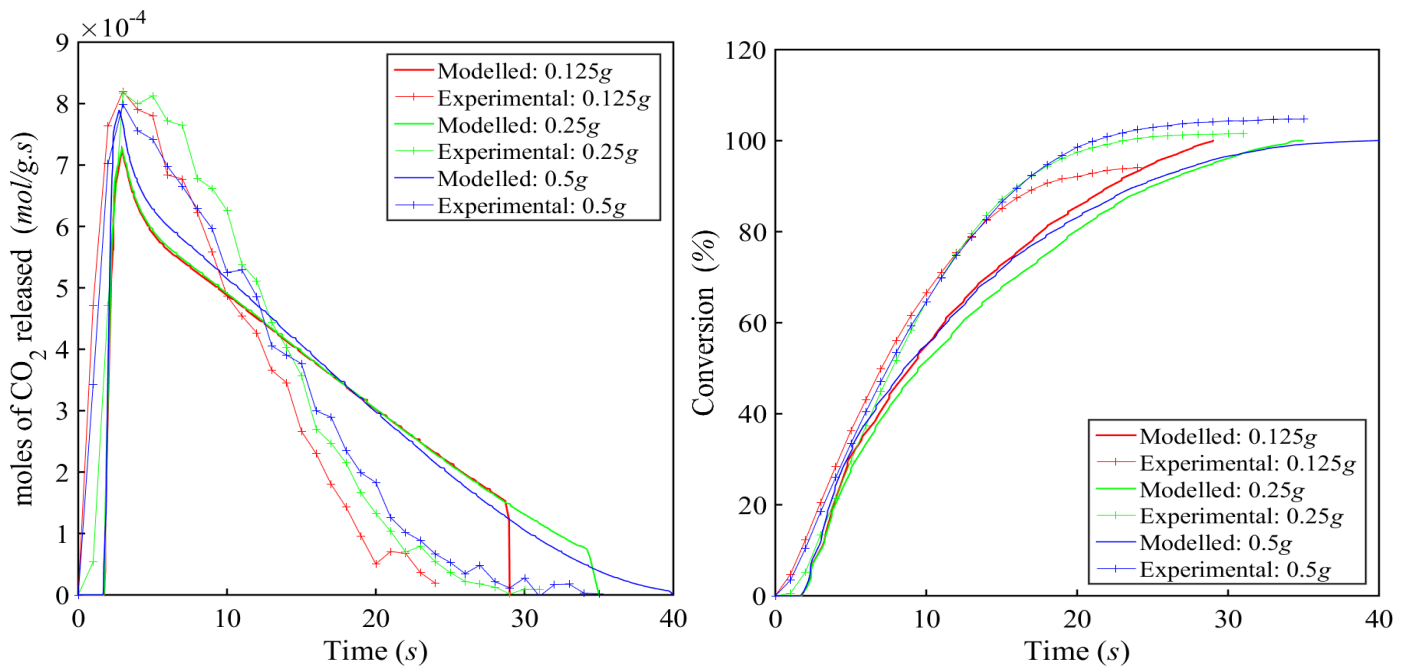 ×10⁻⁴
9
8
7
6
5
4
3
2
1
0
moles of CO₂ released (mol/g.s)
Modelled: 0.125g
Experimental: 0.125g
Modelled: 0.25g
Experimental: 0.25g
Modelled: 0.5g
Experimental: 0.5g
0 10 20 30 40
Time (s)
120
100
80
60
40
20
0
Conversion (%)
Modelled: 0.125g
Experimental: 0.125g
Modelled: 0.25g
Experimental: 0.25g
Modelled: 0.5g
Experimental: 0.5g
0 10 20 30 40
Time (s)